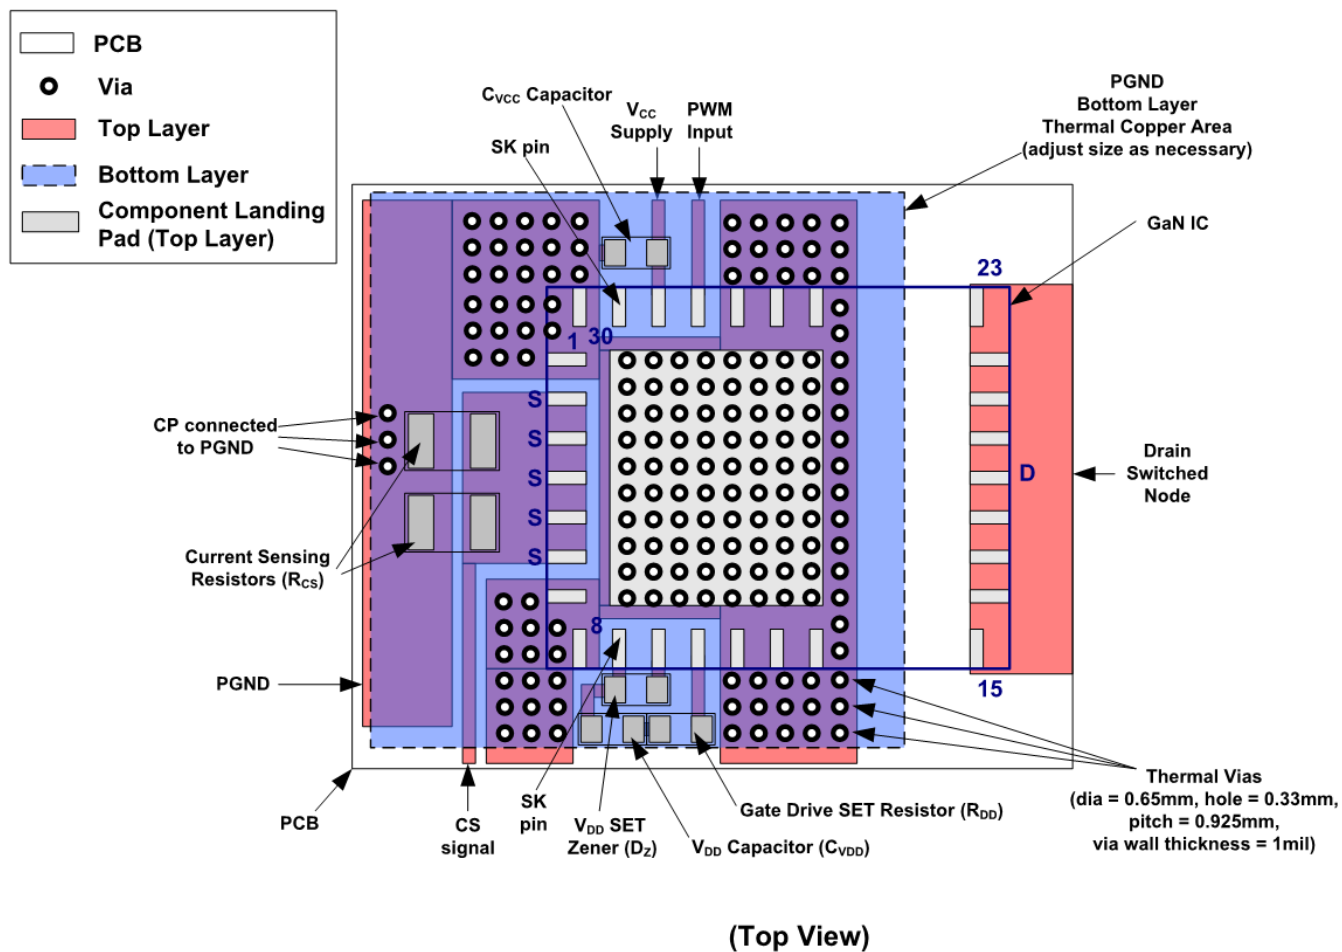 PCB
Via
Top Layer
Bottom Layer
Component Landing
Pad (Top Layer)
CVCC Capacitor
SK pin
VCC
Supply
PWM
Input
PGND
Bottom Layer
Thermal Copper Area
(adjust size as necessary)
GaN IC
23
1
30
S
S
S
S
S
8
D
15
CP connected
to PGND
Current Sensing
Resistors (RCS)
PGND
PCB
CS
signal
SK
pin
VDD SET
Zener (DZ)
VDD Capacitor (CVDD)
Gate Drive SET Resistor (RDD)
Drain
Switched
Node
Thermal Vias
(dia = 0.65mm, hole = 0.33mm,
pitch = 0.925mm,
via wall thickness = 1mil)
(Top View)